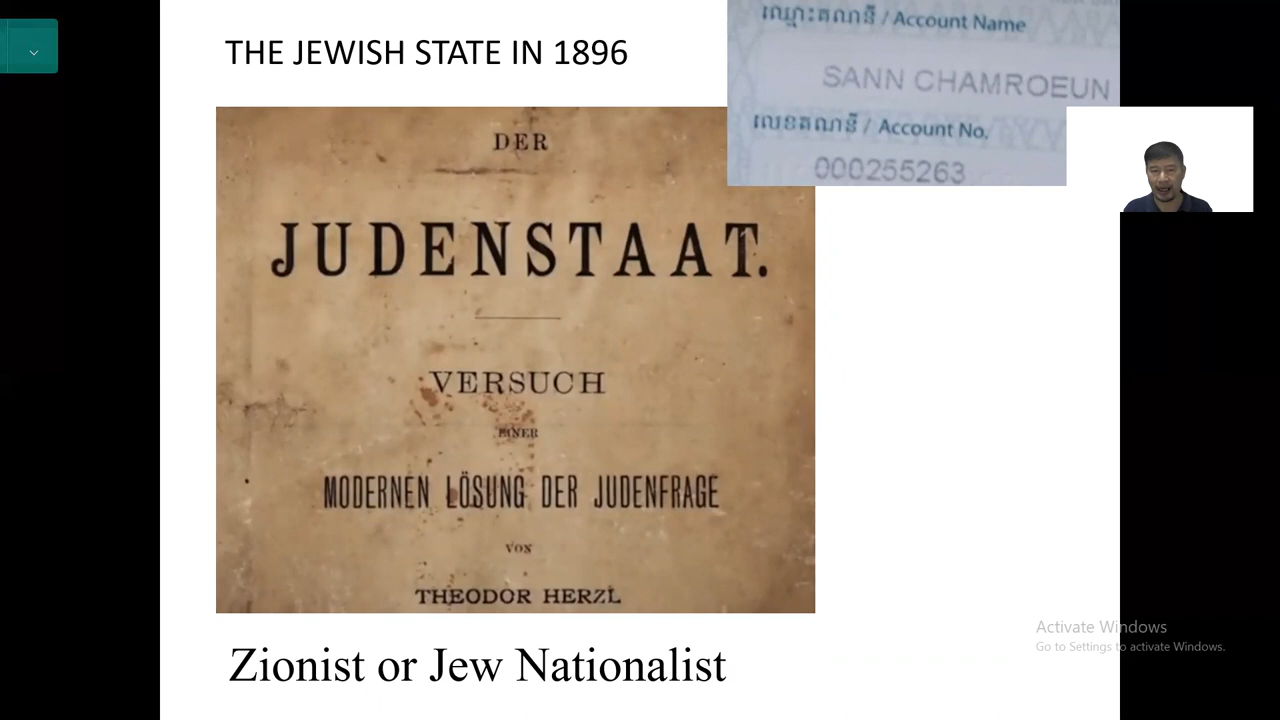 THE JEWISH STATE IN 1896
ឈ្មោះគណនី / Account Name
SANN CHAMROEUN
លេខគណនី / Account No.
000255263
DER
JUDENSTAAT.
VERSUCH
EINER
MODERNEN LÖSUNG DER JUDENFRAGE
VON
THEODOR HERZL
Zionist or Jew Nationalist
Activate Windows
Go to Settings to activate Windows.